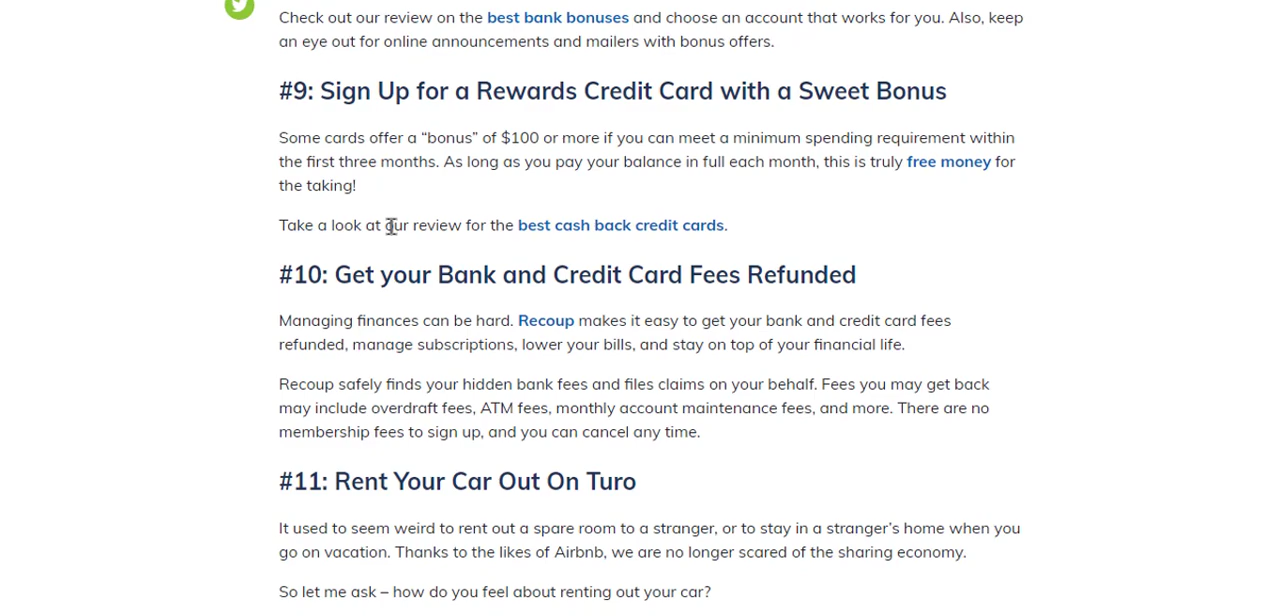 Check out our review on the best bank bonuses and choose an account that works for you. Also, keep
an eye out for online announcements and mailers with bonus offers.
#9: Sign Up for a Rewards Credit Card with a Sweet Bonus
Some cards offer a “bonus” of $100 or more if you can meet a minimum spending requirement within
the first three months. As long as you pay your balance in full each month, this is truly free money for
the taking!
Take a look at our review for the best cash back credit cards.
#10: Get your Bank and Credit Card Fees Refunded
Managing finances can be hard. Recoup makes it easy to get your bank and credit card fees
refunded, manage subscriptions, lower your bills, and stay on top of your financial life.
Recoup safely finds your hidden bank fees and files claims on your behalf. Fees you may get back
may include overdraft fees, ATM fees, monthly account maintenance fees, and more. There are no
membership fees to sign up, and you can cancel any time.
#11: Rent Your Car Out On Turo
It used to seem weird to rent out a spare room to a stranger, or to stay in a stranger’s home when you
go on vacation. Thanks to the likes of Airbnb, we are no longer scared of the sharing economy.
So let me ask – how do you feel about renting out your car?